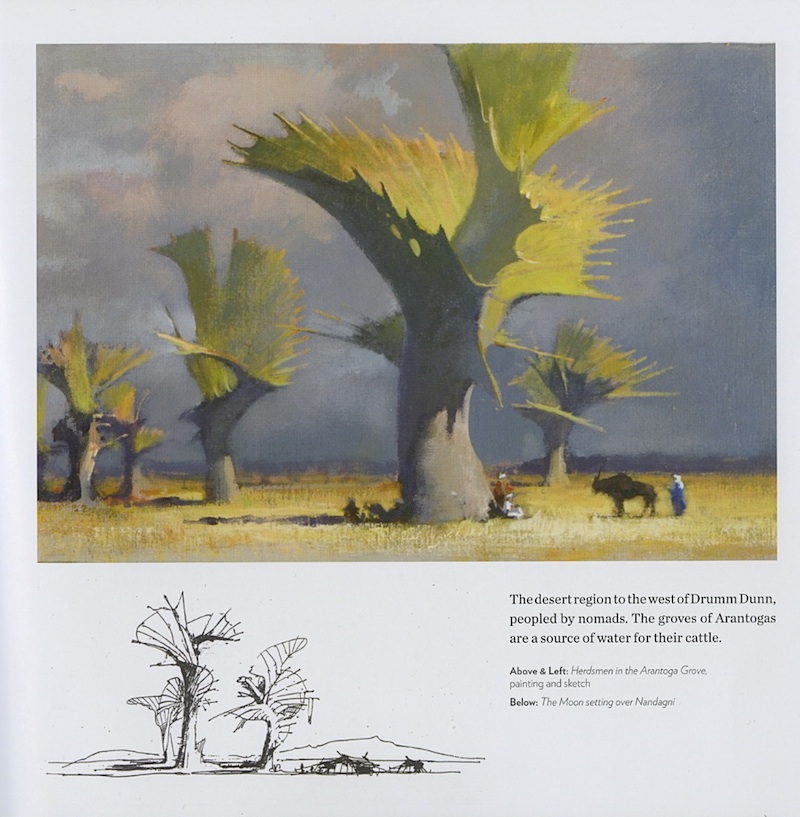 The desert region to the west of Drumm Dunn,
peopled by nomads. The groves of Arantogas
are a source of water for their cattle.
Above & Left: Herdsmen in the Arantoga Grove,
painting and sketch
Below: The Moon setting over Nandagní